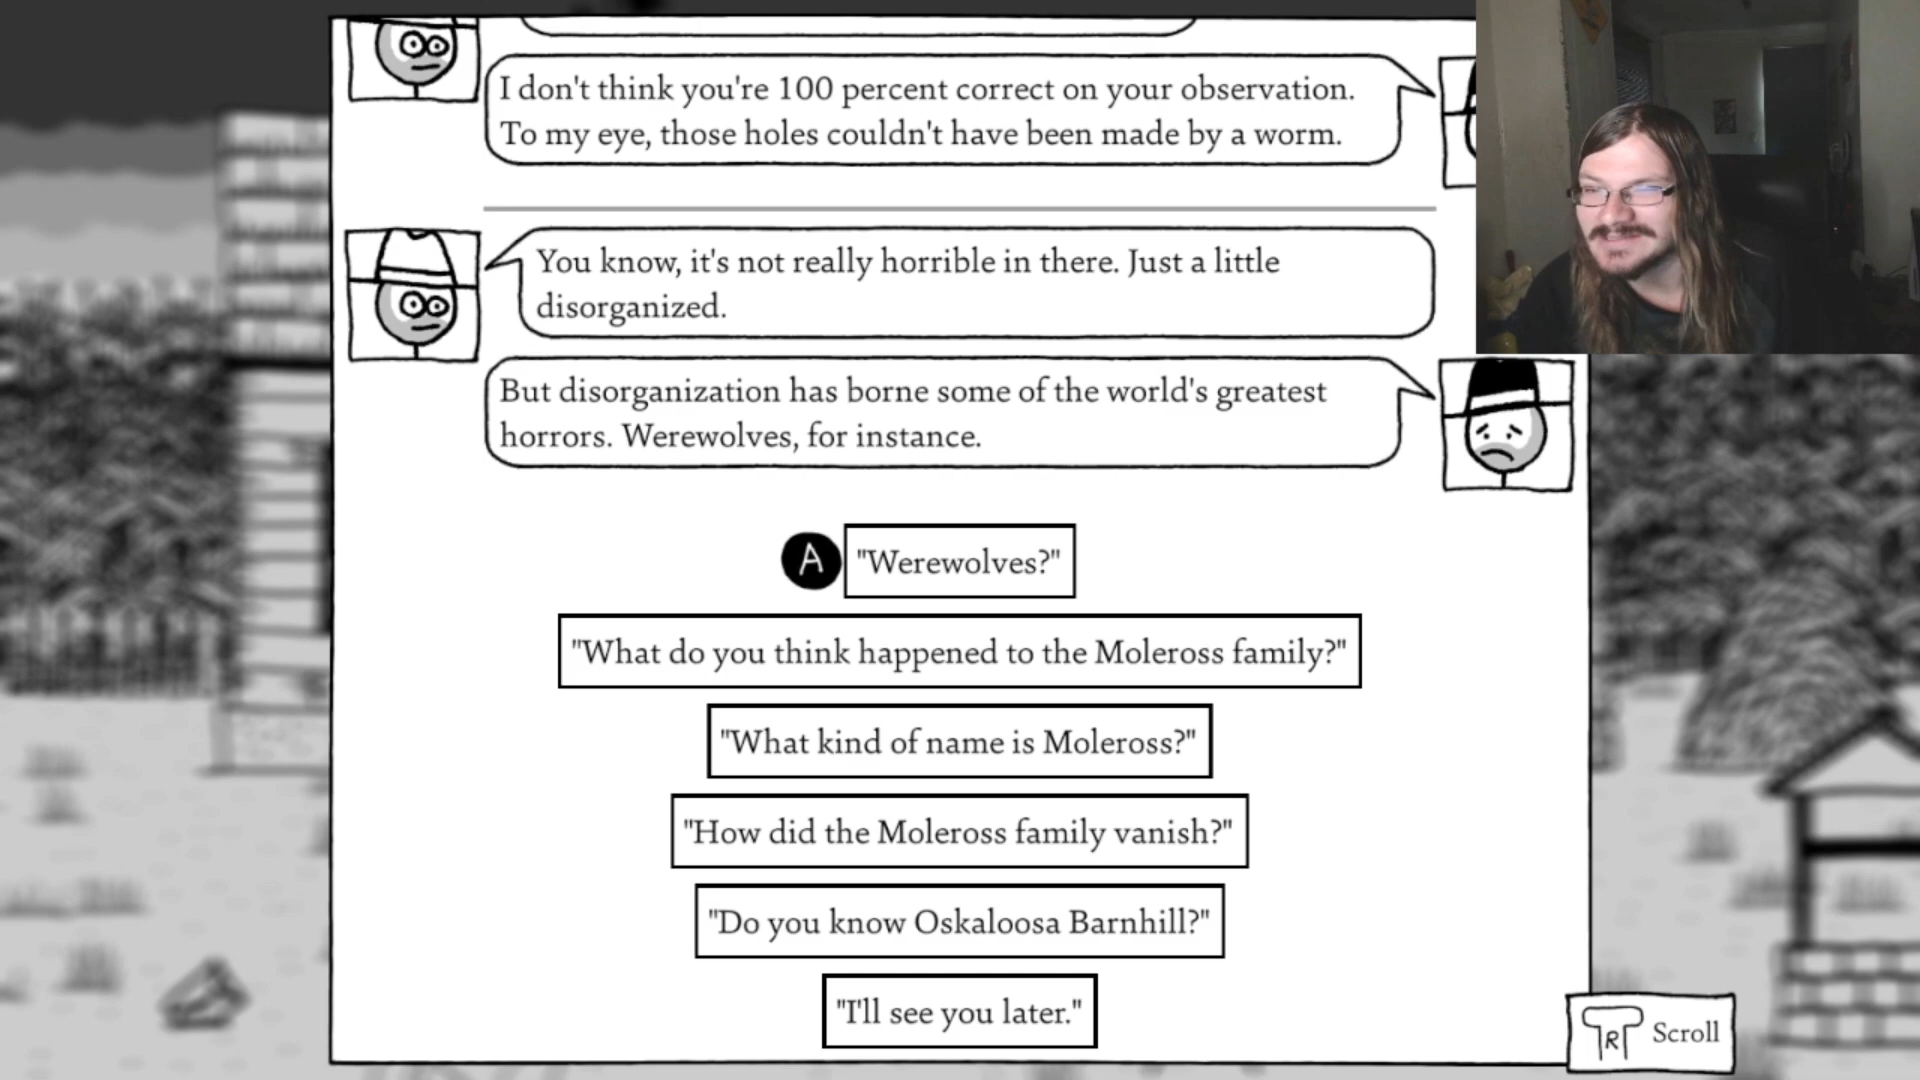 I don't think you're 100 percent correct on your observation.
To my eye, those holes couldn't have been made by a worm.
You know, it's not really horrible in there. Just a little
disorganized.
But disorganization has borne some of the world's greatest
horrors. Werewolves, for instance.
A "Werewolves?"
"What do you think happened to the Moleross family?"
"What kind of name is Moleross?"
"How did the Moleross family vanish?"
"Do you know Oskaloosa Barnhill?"
"I'll see you later."
R Scroll